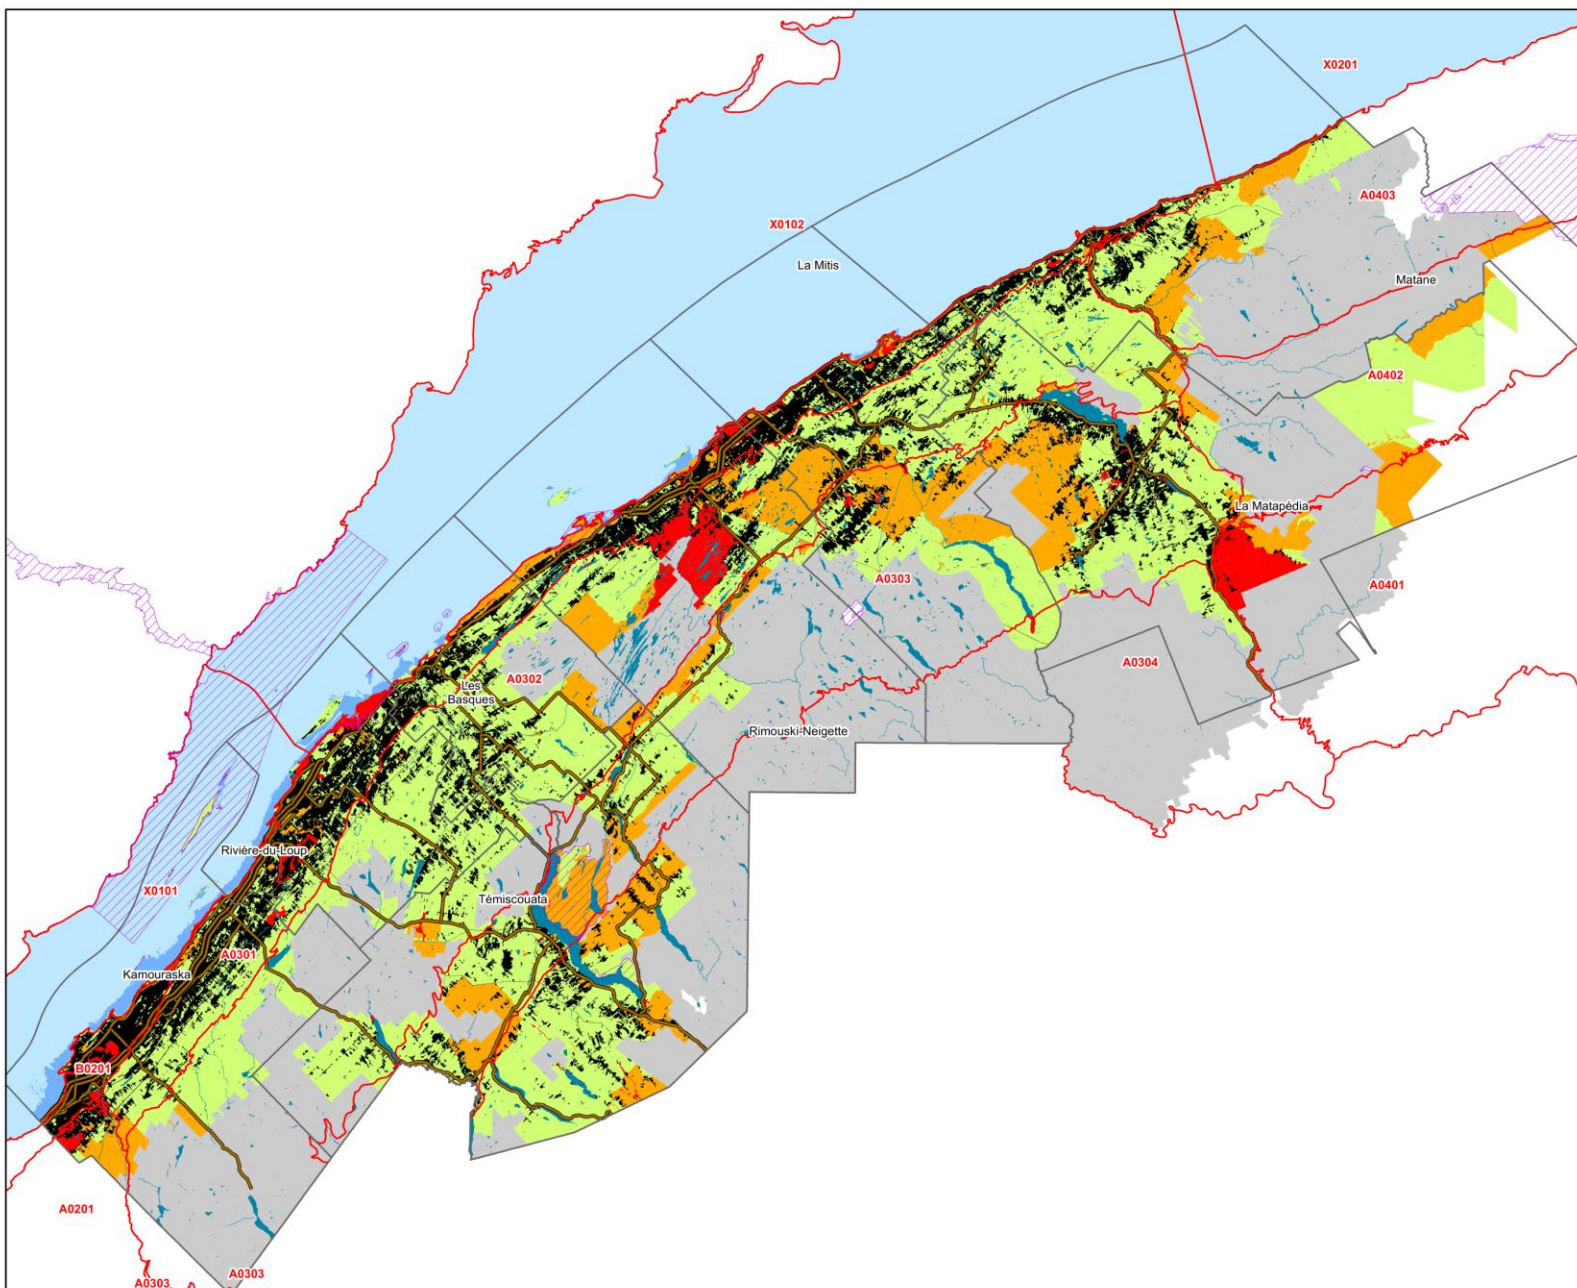 X0201
A0403
X0102
La Mitis
Matane
A0402
La Matapédia
A0303
A0401
A0304
Les
Basques
A0302
Rimouski-Neigette
Rivière-du-Loup
X0101
Témiscouata
A0301
Kamouraska
B0201
A0201
A0303
A0303